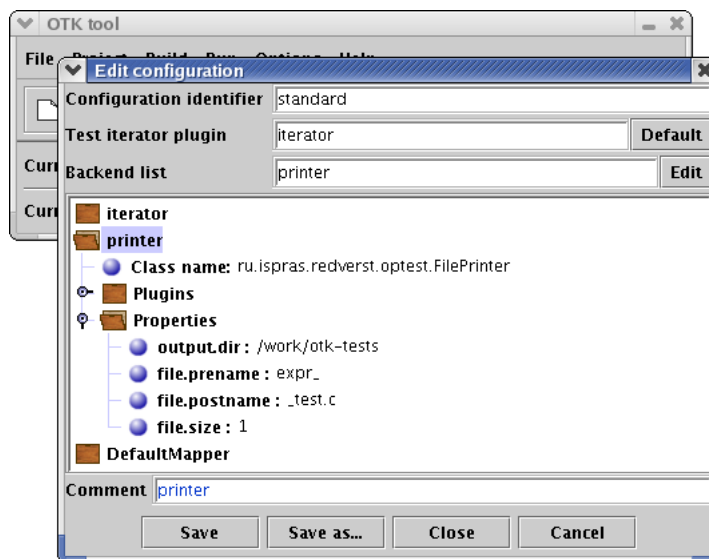 OTK tool
File
Edit configuration
Configuration identifier standard
Test iterator plugin iterator Default
Backend list printer Edit
iterator
printer
Class name: ru.ispras.redverst.optest.FilePrinter
Plugins
Properties
output.dir : /work/otk-tests
file.prename : expr_
file.postname : _test.c
file.size : 1
DefaultMapper
Comment printer
Save Save as... Close Cancel